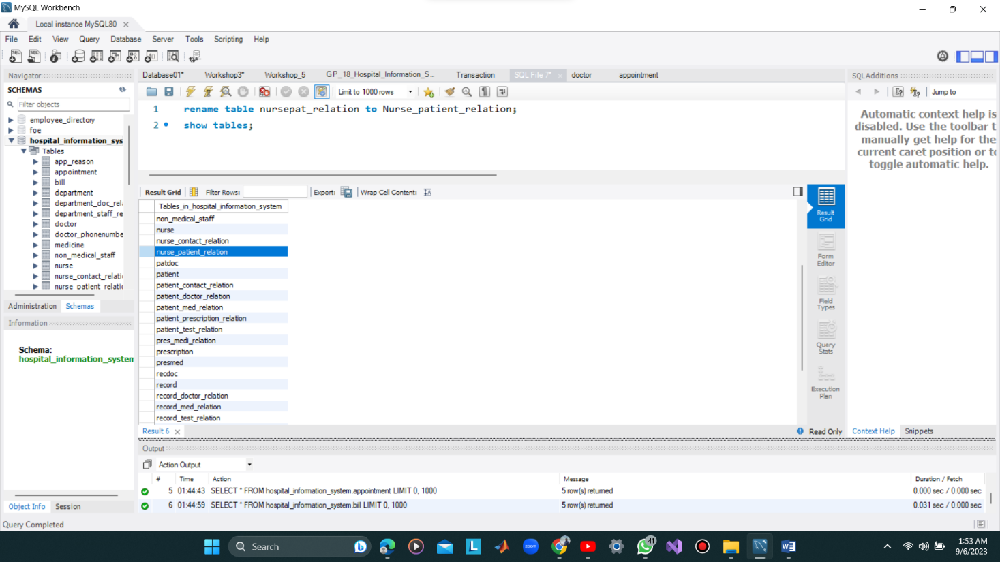 MySQL Workbench
Local instance MySQL80
File Edit View Query Database Server Tools Scripting Help
Navigator
SCHEMAS
Filter objects
employee_directory
foe
hospital_information_sys
Tables
app_reason
appointment
bill
department
department_doc_rel
department_staff_re
doctor
doctor_phonenumbe
medicine
non_medical_staff
nurse
nurse_contact_relati
nurse_patient_relatic
Administration Schemas
Information
Schema:
hospital_information_system
Object Info Session
Query Completed
Database01* Workshop3* Workshop_5 GP_18_Hospital_Information_S... Transaction SQL File 7* doctor appointment
Limit to 1000 rows
1 rename table nursepat_relation to Nurse_patient_relation;
2 show tables;
Result Grid Filter Rows: Export: Wrap Cell Content:
Tables_in_hospital_information_system
non_medical_staff
nurse
nurse_contact_relation
nurse_patient_relation
patdoc
patient
patient_contact_relation
patient_doctor_relation
patient_med_relation
patient_prescription_relation
patient_test_relation
pres_medi_relation
prescription
presmed
recdoc
record
record_doctor_relation
record_med_relation
record_test_relation
Result
Grid
Form
Editor
Field
Types
Query
Stats
Execution
Plan
Result 6
Read Only
SQLAdditions
Jump to
Automatic context help is
disabled. Use the toolbar t
manually get help for the
current caret position or to
toggle automatic help.
Context Help Snippets
Output
Action Output
# Time Action Message Duration / Fetch
5 01:44:43 SELECT * FROM hospital_information_system.appointment LIMIT 0, 1000 5 row(s) returned 0.000 sec / 0.000 sec
6 01:44:59 SELECT * FROM hospital_information_system.bill LIMIT 0, 1000 5 row(s) returned 0.031 sec / 0.000 sec
Search
zoom
41
1:53 AM
9/6/2023